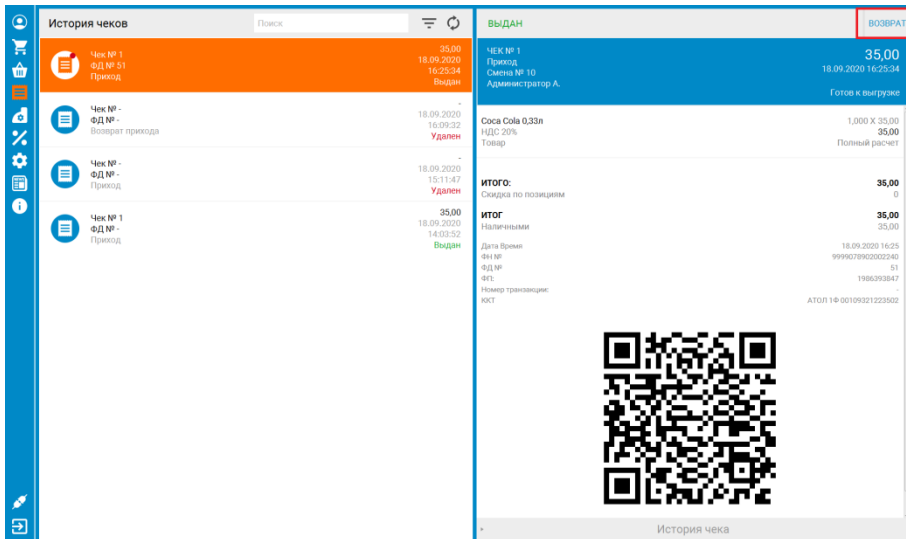 История чеков
Поиск
Чек № 1
ФД № 51
Приход
35,00
18.09.2020
16:25:34
Выдан
Чек № -
ФД № -
Возврат прихода
-
18.09.2020
16:09:32
Удален
Чек № -
ФД № -
Приход
-
18.09.2020
15:11:47
Удален
Чек № 1
ФД № -
Приход
35,00
18.09.2020
14:03:52
Выдан
ВЫДАН
ВОЗВРАТ
ЧЕК № 1
Приход
Смена № 10
Администратор А.
35,00
18.09.2020 16:25:34
Готов к выгрузке
Coca Cola 0,33л 1,000 X 35,00
НДС 20% 35,00
Товар Полный расчет
ИТОГО: 35,00
Скидка по позициям 0
ИТОГ 35,00
Наличными 35,00
Дата Время 18.09.2020 16:25
ФН № 9999078902002240
ФД № 51
ФП: 1986393847
Номер транзакции: -
ККТ АТОЛ 1Ф 00109321223502
История чека